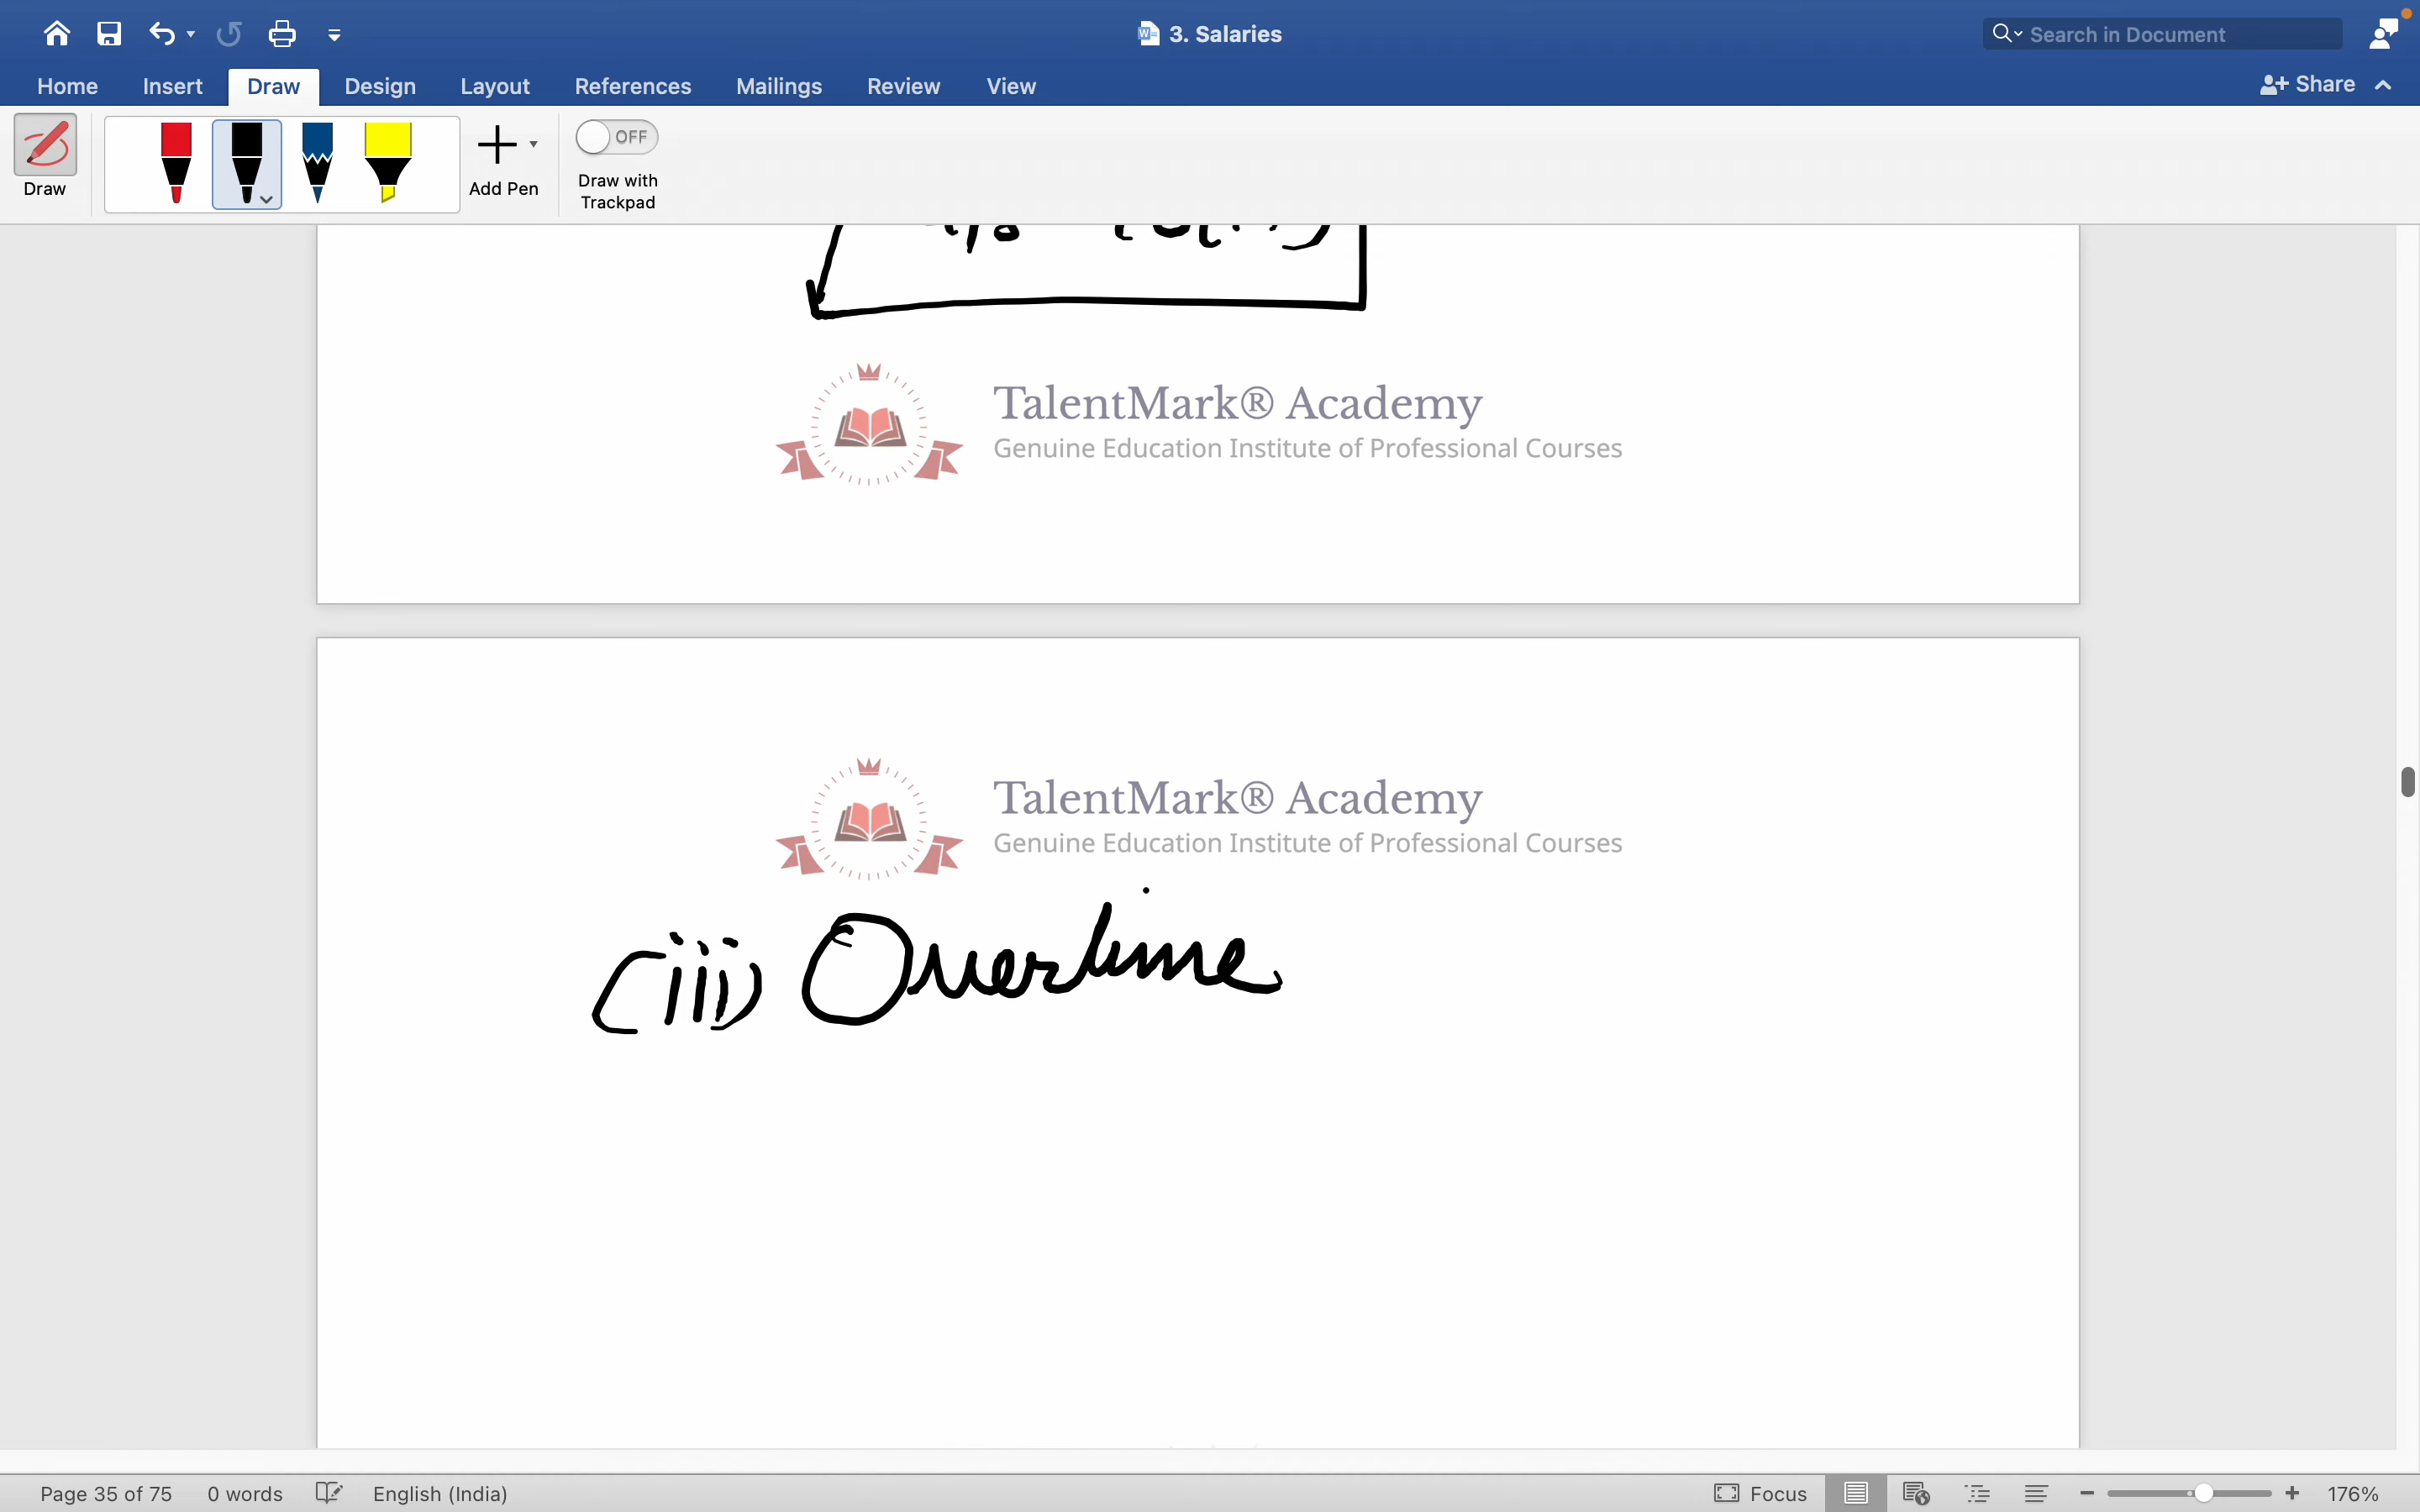 3. Salaries
Search in Document
Home Insert Draw Design Layout References Mailings Review View
Share
Draw
Add Pen
OFF
Draw with
Trackpad
TalentMark® Academy
Genuine Education Institute of Professional Courses
TalentMark® Academy
Genuine Education Institute of Professional Courses
(iii) Overtime
Page 35 of 75 0 words English (India) Focus 176%